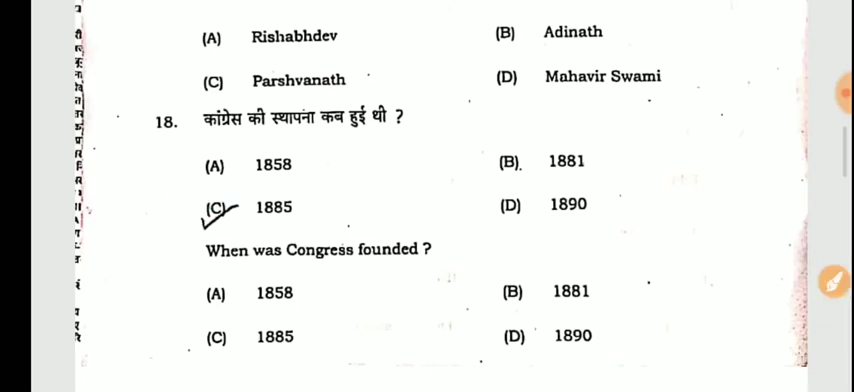 (A) Rishabhdev (B) Adinath
(C) Parshvanath (D) Mahavir Swami
18. कांग्रेस की स्थापना कब हुई थी ?
(A) 1858 (B) 1881
(C) 1885 (D) 1890
When was Congress founded ?
(A) 1858 (B) 1881
(C) 1885 (D) 1890